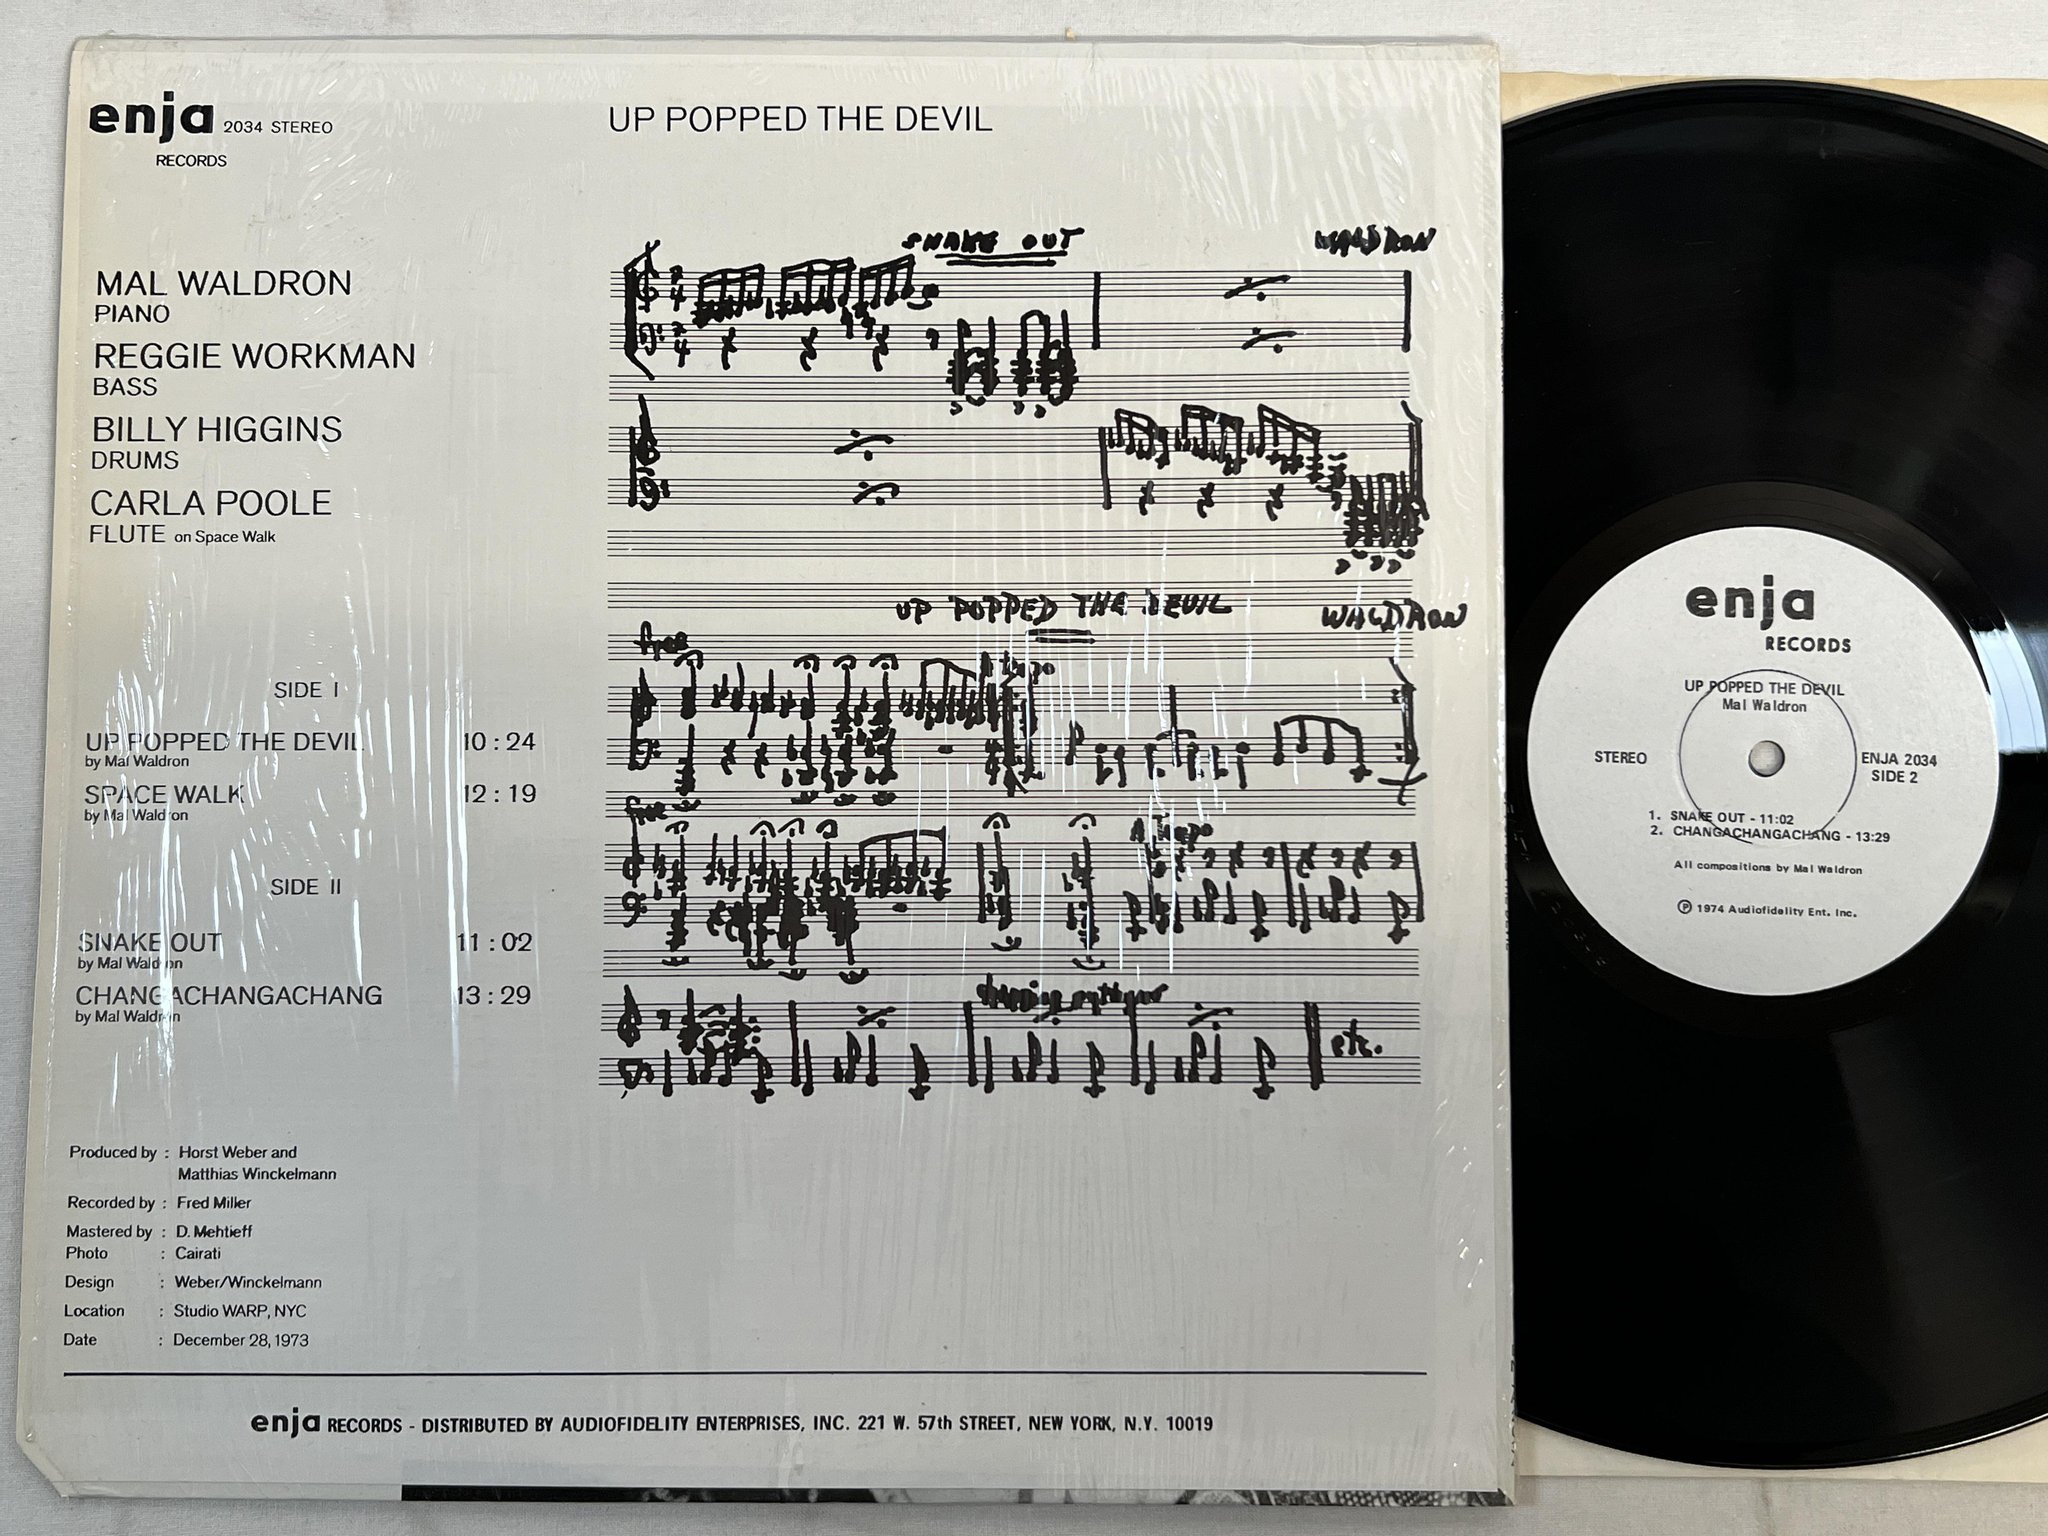 enja 2034 STEREO
RECORDS
UP POPPED THE DEVIL
MAL WALDRON
PIANO
REGGIE WORKMAN
BASS
BILLY HIGGINS
DRUMS
CARLA POOLE
FLUTE on Space Walk
SIDE I
UP POPPED THE DEVIL 10 : 24
by Mal Waldron
SPACE WALK 12 : 19
by Mal Waldron
SIDE II
SNAKE OUT 11 : 02
by Mal Waldron
CHANGACHANGACHANG 13 : 29
by Mal Waldron
Produced by : Horst Weber and
Matthias Winckelmann
Recorded by : Fred Miller
Mastered by : D. Mehtieff
Photo : Cairati
Design : Weber/Winckelmann
Location : Studio WARP, NYC
Date : December 28, 1973
SNAKE OUT WALDRON
2 4
2 4
UP POPPED THE DEVIL WALDRON
free
A tempo
free
A tempo
etc.
enja RECORDS - DISTRIBUTED BY AUDIOFIDELITY ENTERPRISES, INC. 221 W. 57th STREET, NEW YORK, N.Y. 10019
enja
RECORDS
UP POPPED THE DEVIL
Mal Waldron
STEREO
ENJA 2034
SIDE 2
1. SNAKE OUT - 11:02
2. CHANGACHANGACHANG - 13:29
All compositions by Mal Waldron
℗ 1974 Audiofidelity Ent. Inc.